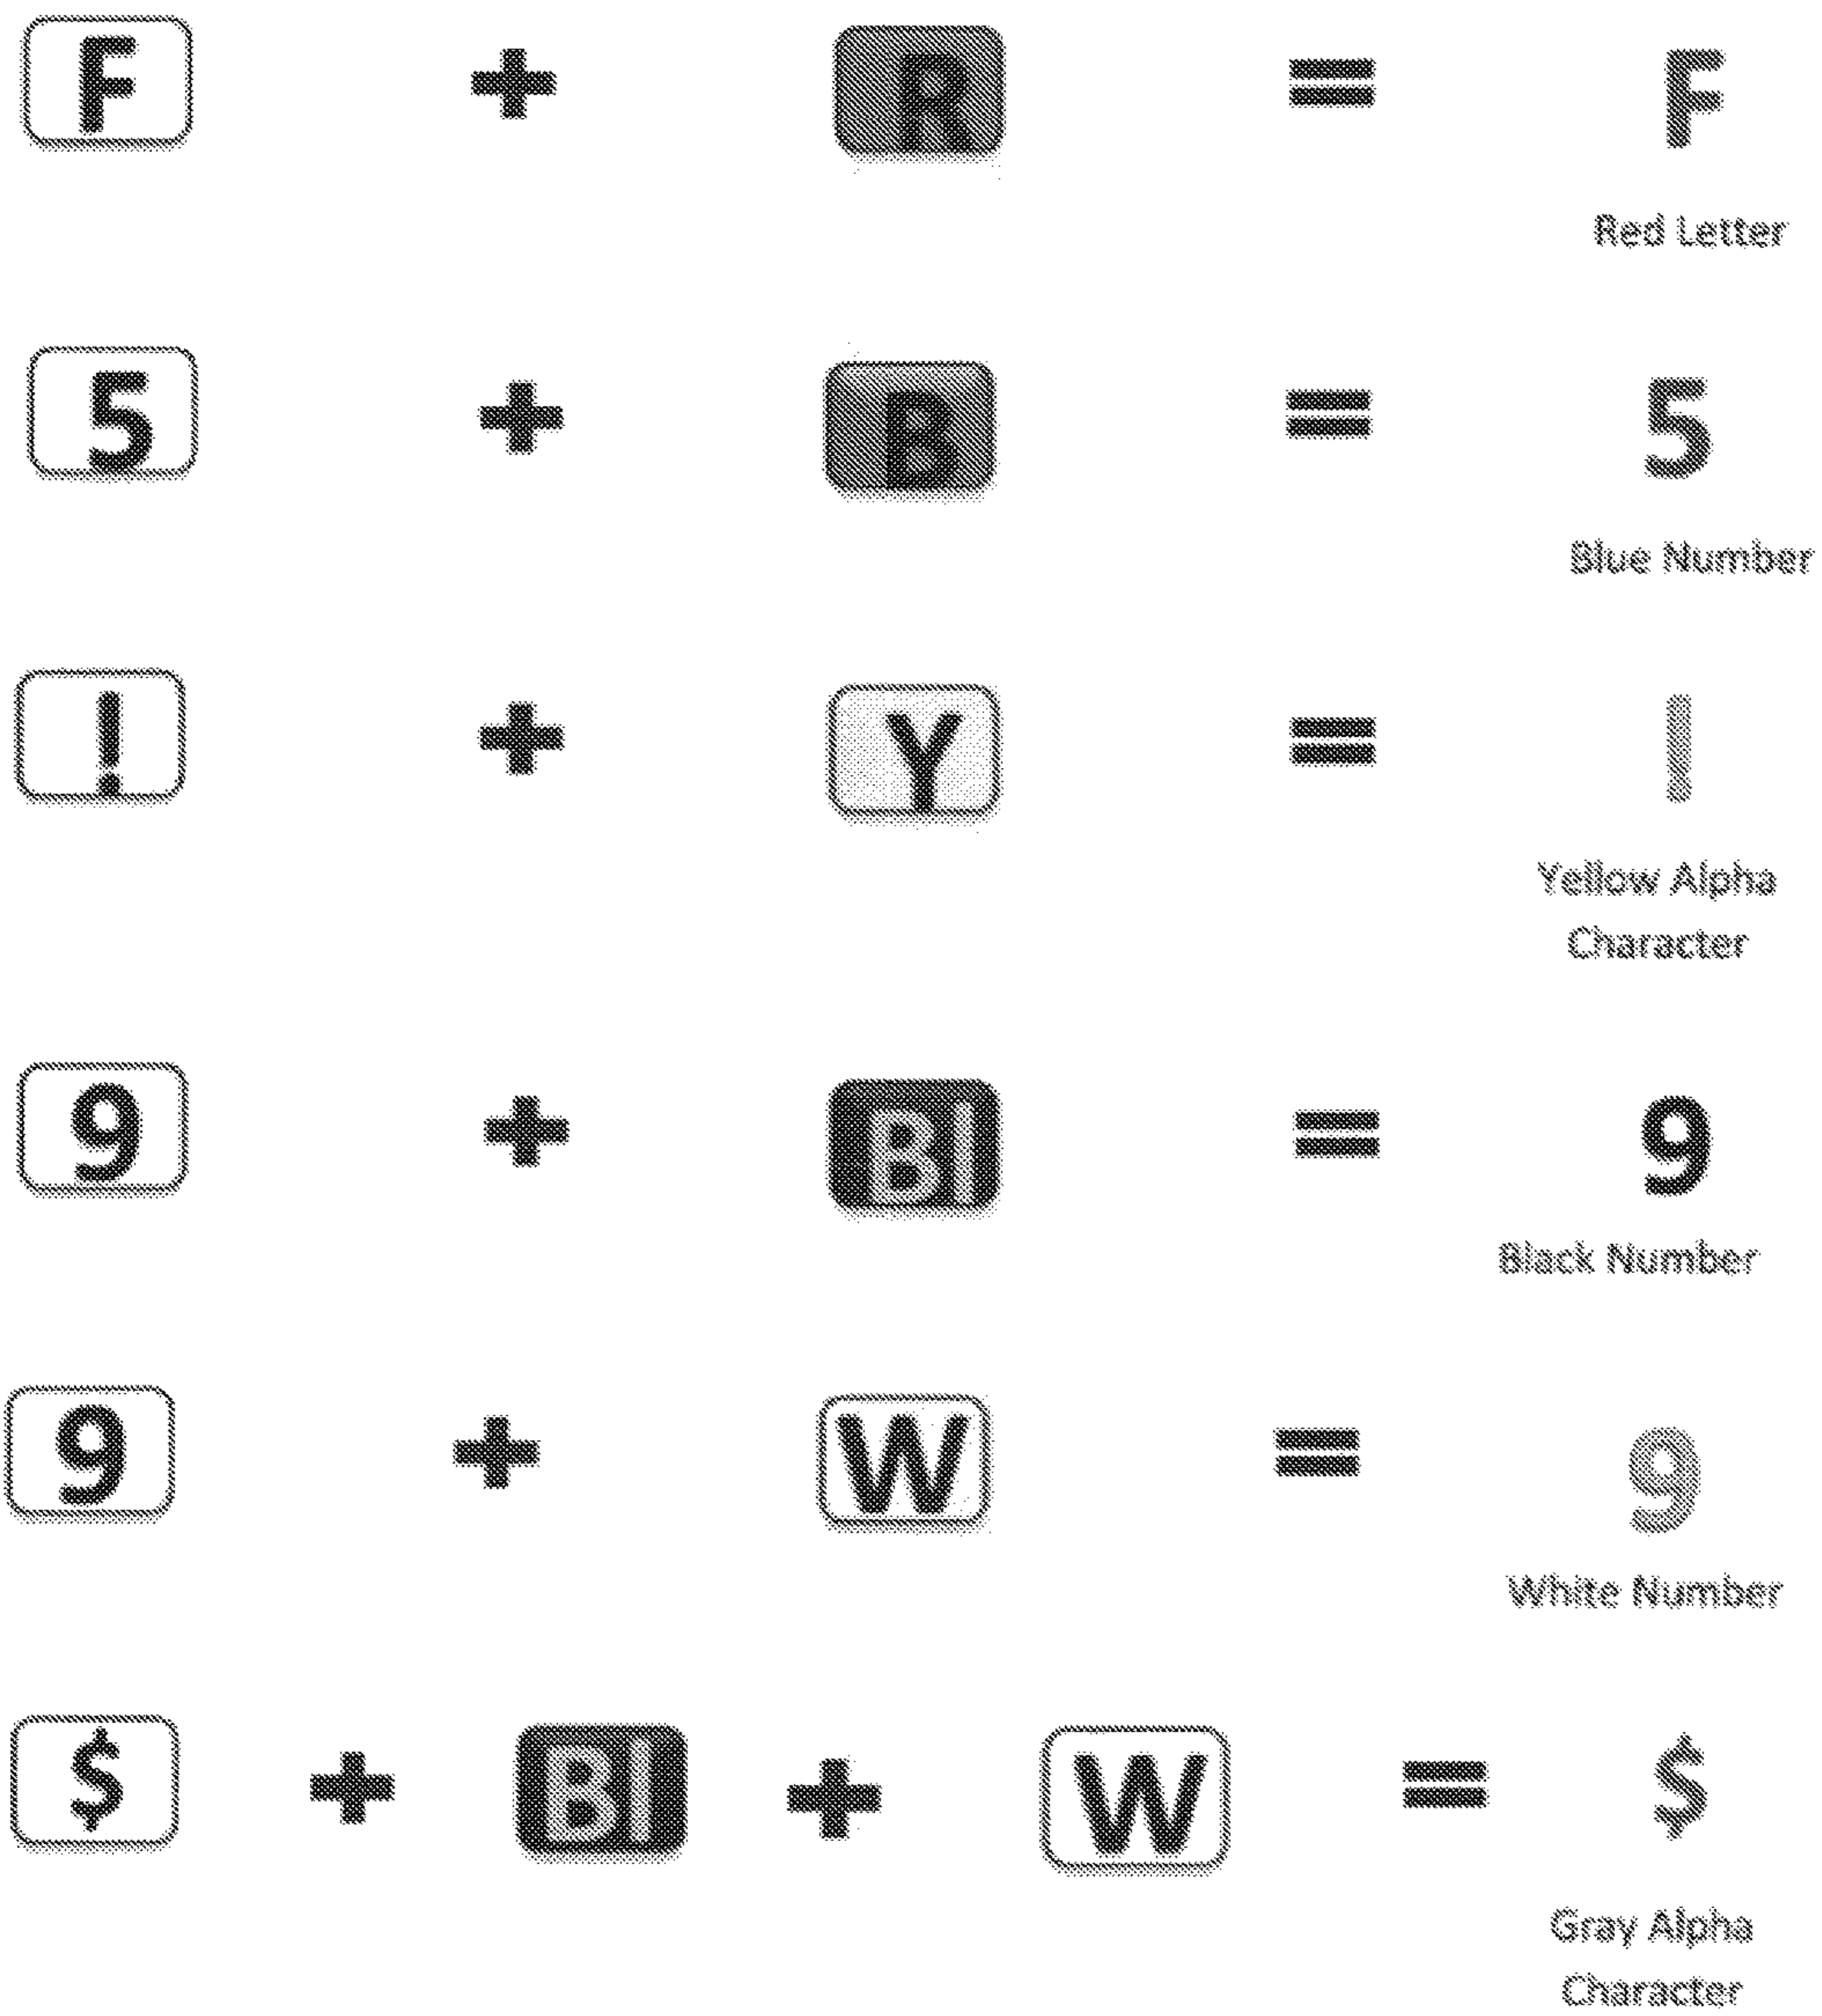 F + R = F
Red Letter
5 + B = 5
Blue Number
! + Y = |
Yellow Alpha
Character
9 + Bl = 9
Black Number
9 + W = 9
White Number
$ + Bl + W = $
Gray Alpha
Character